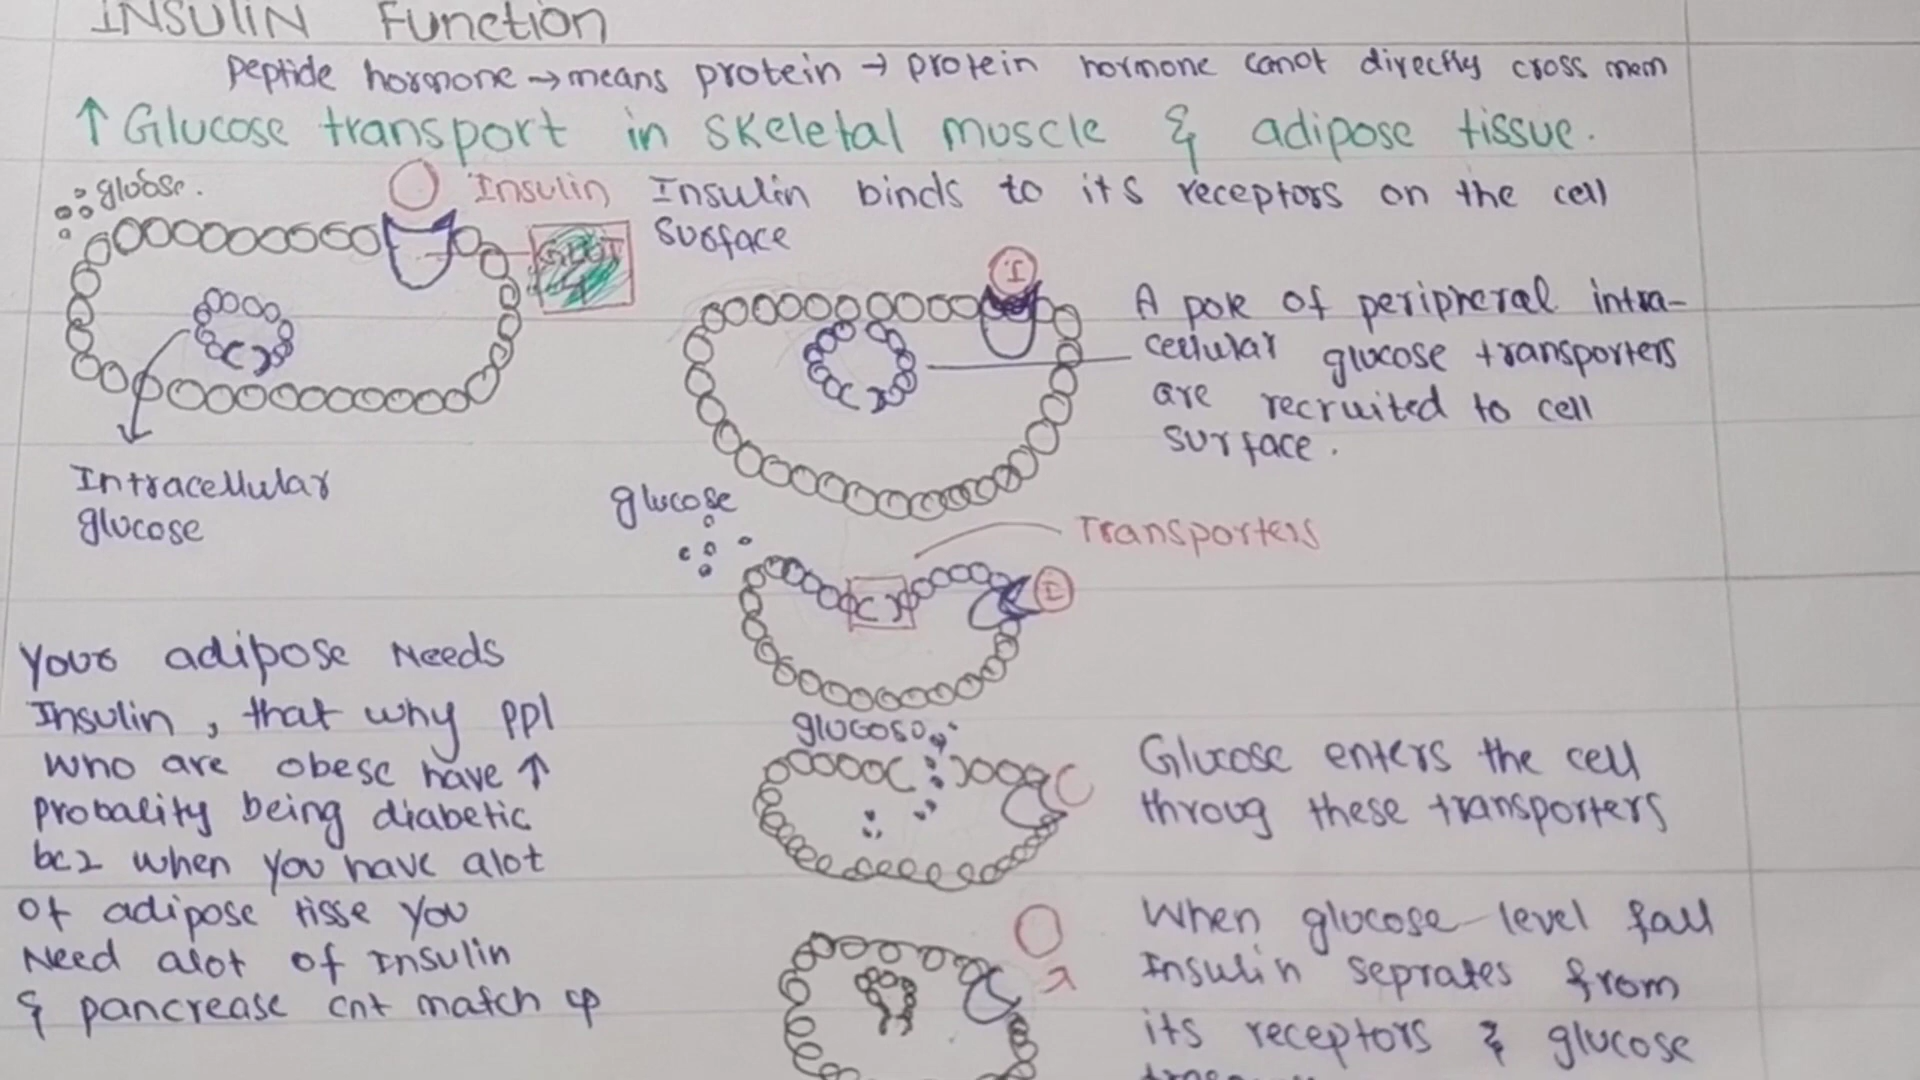 INSULIN Function
Peptide hormone → means protein → protein hormone canot directly cross mem
↑ Glucose transport in skeletal muscle & adipose tissue.
globose.
Insulin
GLUT
4
Insulin binds to its receptors on the cell
surface
I
A pore of peripheral intra-
cellular glucose transporters
are recruited to cell
surface.
Intracellular
glucose
glucose
Transporters
I
Your adipose Needs
Insulin, that why ppl
who are obese have ↑
probality being diabetic
bcz when you have alot
of adipose tisse you
Need alot of Insulin
& pancrease cnt match up
glucose
Glucose enters the cell
throug these transporters
When glucose level fall
Insulin seprates from
its receptors & glucose